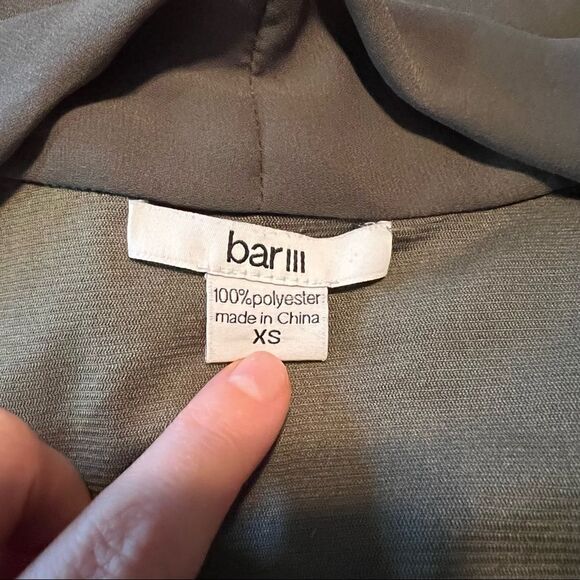 bar III
100%polyester
made in China
XS